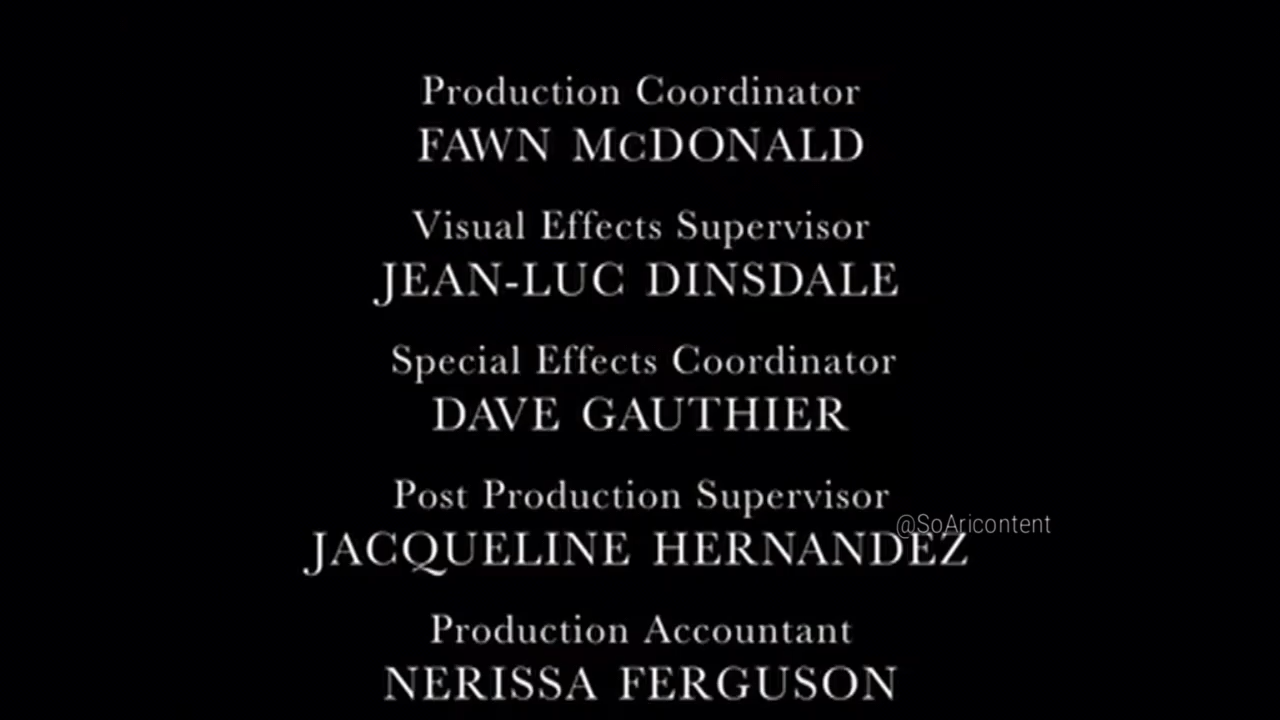 Production Coordinator
FAWN McDONALD
Visual Effects Supervisor
JEAN-LUC DINSDALE
Special Effects Coordinator
DAVE GAUTHIER
Post Production Supervisor
@SoAricontent
JACQUELINE HERNANDEZ
Production Accountant
NERISSA FERGUSON